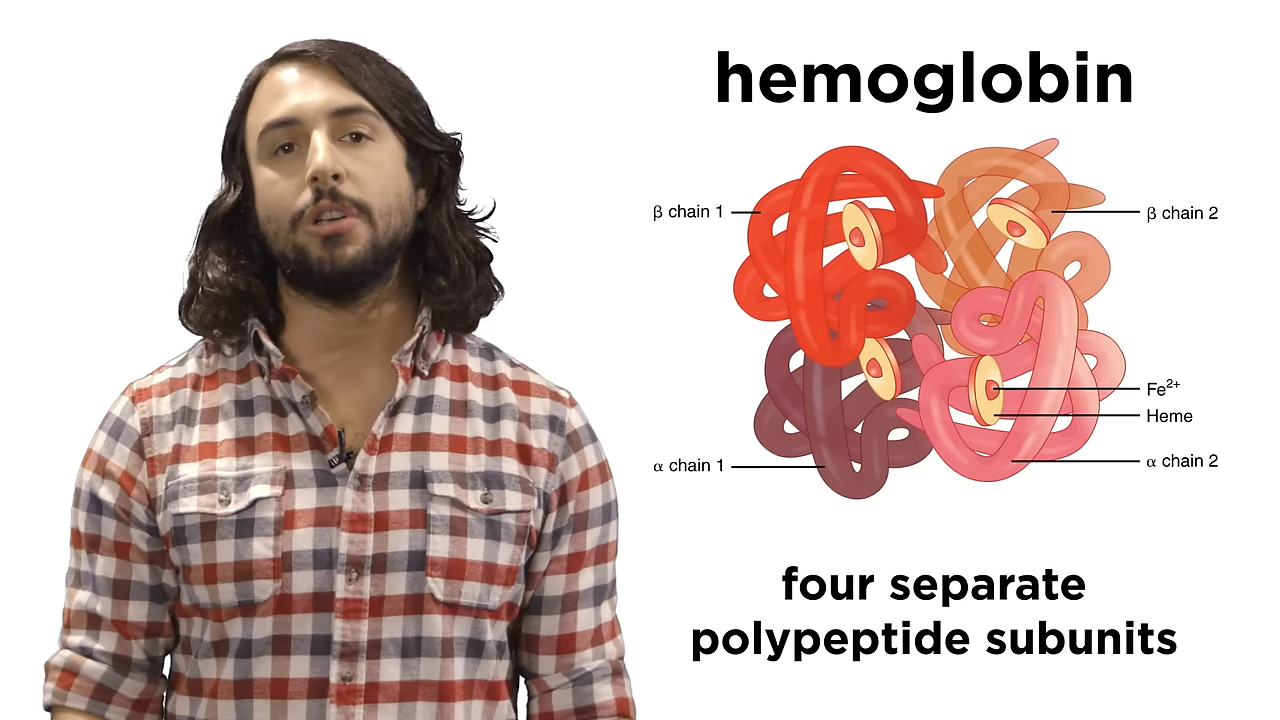 hemoglobin
β chain 1
β chain 2
Fe²⁺
Heme
α chain 1
α chain 2
four separate
polypeptide subunits